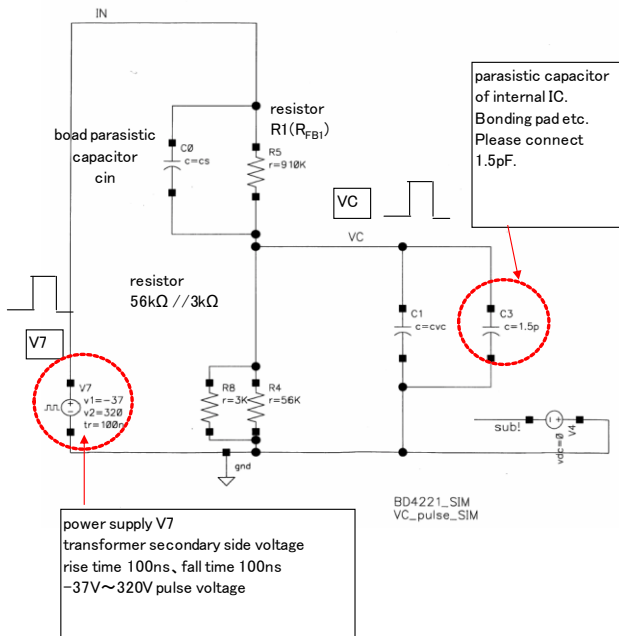 IN
parasistic capacitor
of internal IC.
Bonding pad etc.
Please connect
1.5pF.
resistor
R1(RFB1)
boad parasistic
capacitor
cin
C0
c=cs
R5
r=910K
VC
VC
resistor
56kΩ //3kΩ
C1
c=cvc
C3
c=1.5p
V7
V7
v1=-37
v2=320
tr=100n
R8
r=3K
R4
r=56K
sub!
vdc=0
V4
gnd
BD4221_SIM
VC_pulse_SIM
power supply V7
transformer secondary side voltage
rise time 100ns、fall time 100ns
-37V～320V pulse voltage